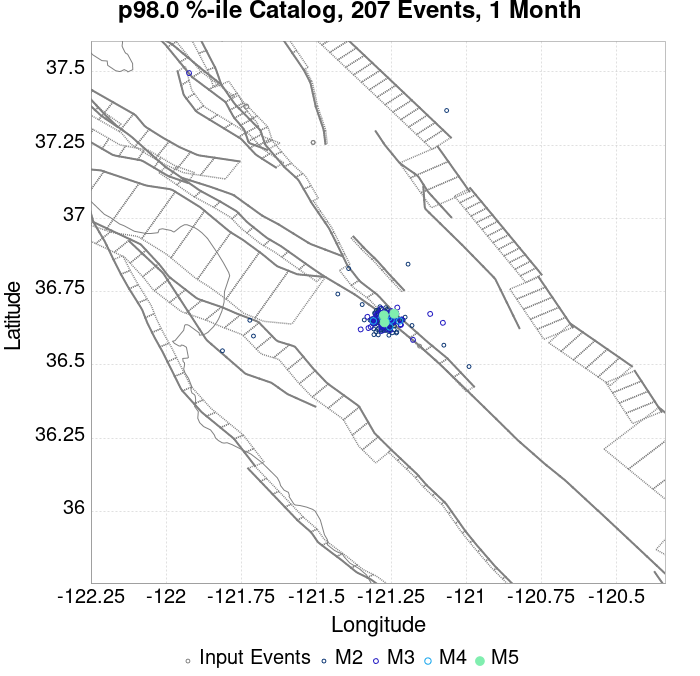 p98.0 %-ile Catalog, 207 Events, 1 Month
37.5
37.25
37
36.75
36.5
36.25
36
Latitude
-122.25 -122 -121.75 -121.5 -121.25 -121 -120.75 -120.5
Longitude
Input Events M2 M3 M4 M5